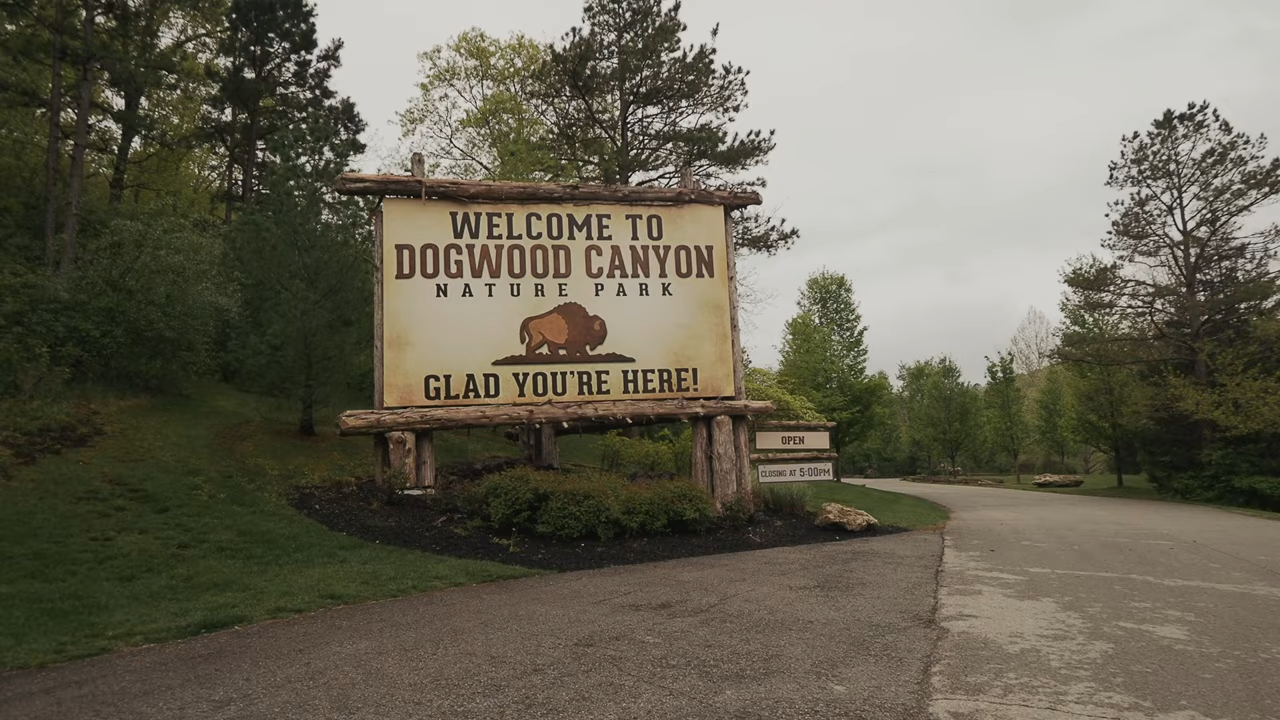 WELCOME TO
DOGWOOD CANYON
NATURE PARK
GLAD YOU'RE HERE!
OPEN
CLOSING AT 5:00PM